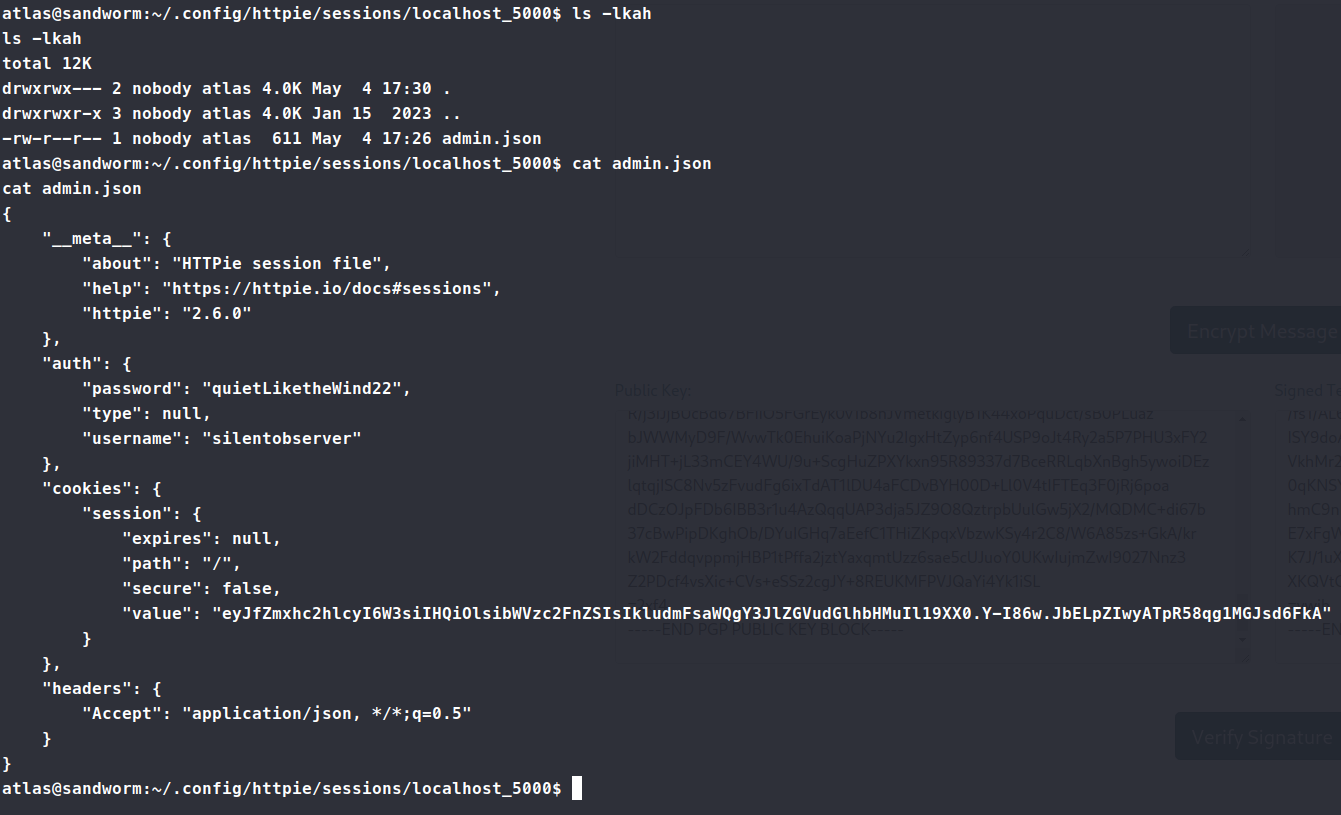 atlas@sandworm:~/.config/httpie/sessions/localhost_5000$ ls -lkah
ls -lkah
total 12K
drwxrwx--- 2 nobody atlas 4.0K May  4 17:30 .
drwxrwxr-x 3 nobody atlas 4.0K Jan 15  2023 ..
-rw-r--r-- 1 nobody atlas  611 May  4 17:26 admin.json
atlas@sandworm:~/.config/httpie/sessions/localhost_5000$ cat admin.json
cat admin.json
{
    "__meta__": {
        "about": "HTTPie session file",
        "help": "https://httpie.io/docs#sessions",
        "httpie": "2.6.0"
    },
    "auth": {
        "password": "quietLiketheWind22",
        "type": null,
        "username": "silentobserver"
    },
    "cookies": {
        "session": {
            "expires": null,
            "path": "/",
            "secure": false,
            "value": "eyJfZmxhc2hlcyI6W3siIHQiOlsibWVzc2FnZSIsIkludmFsaWQgY3JlZGVudGlhbHMuIl19XX0.Y-I86w.JbELpZIwyATpR58qg1MGJsd6FkA"
        }
    },
    "headers": {
        "Accept": "application/json, */*;q=0.5"
    }
}
atlas@sandworm:~/.config/httpie/sessions/localhost_5000$
Encrypt Message
Public Key:
-----END PGP PUBLIC KEY BLOCK-----
Verify Signature